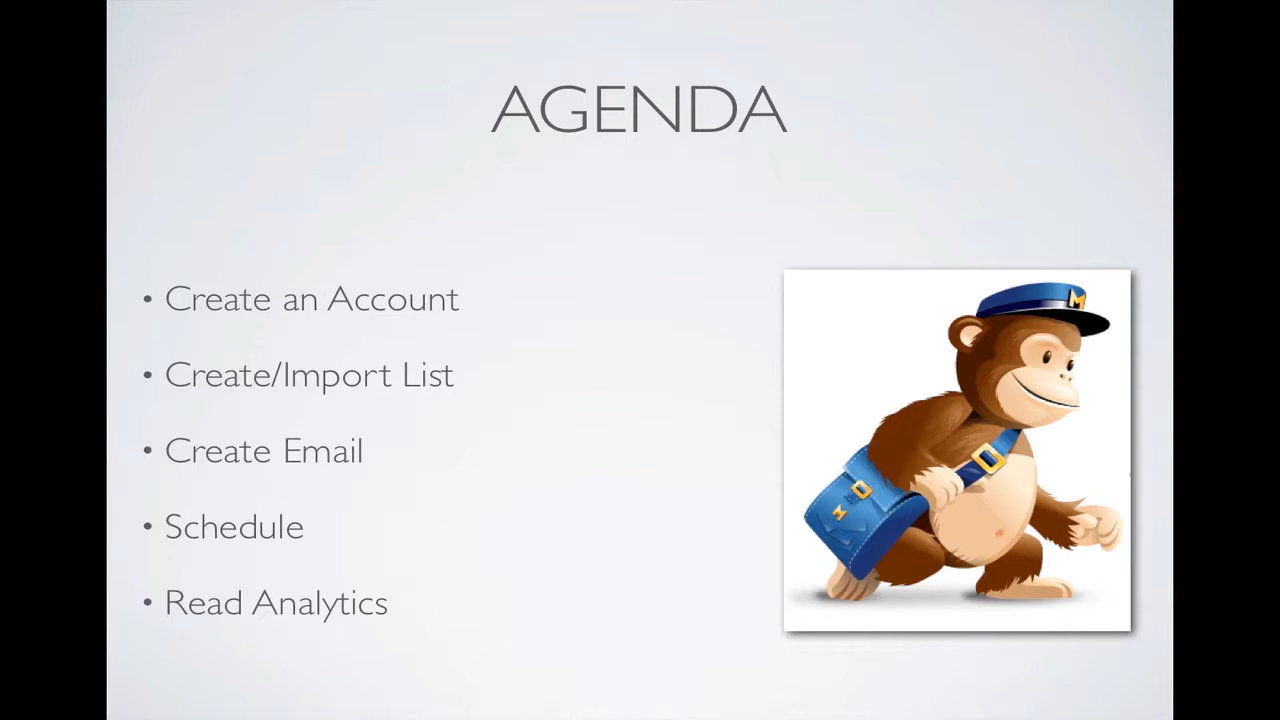 AGENDA
• Create an Account
• Create/Import List
• Create Email
• Schedule
• Read Analytics
M
M